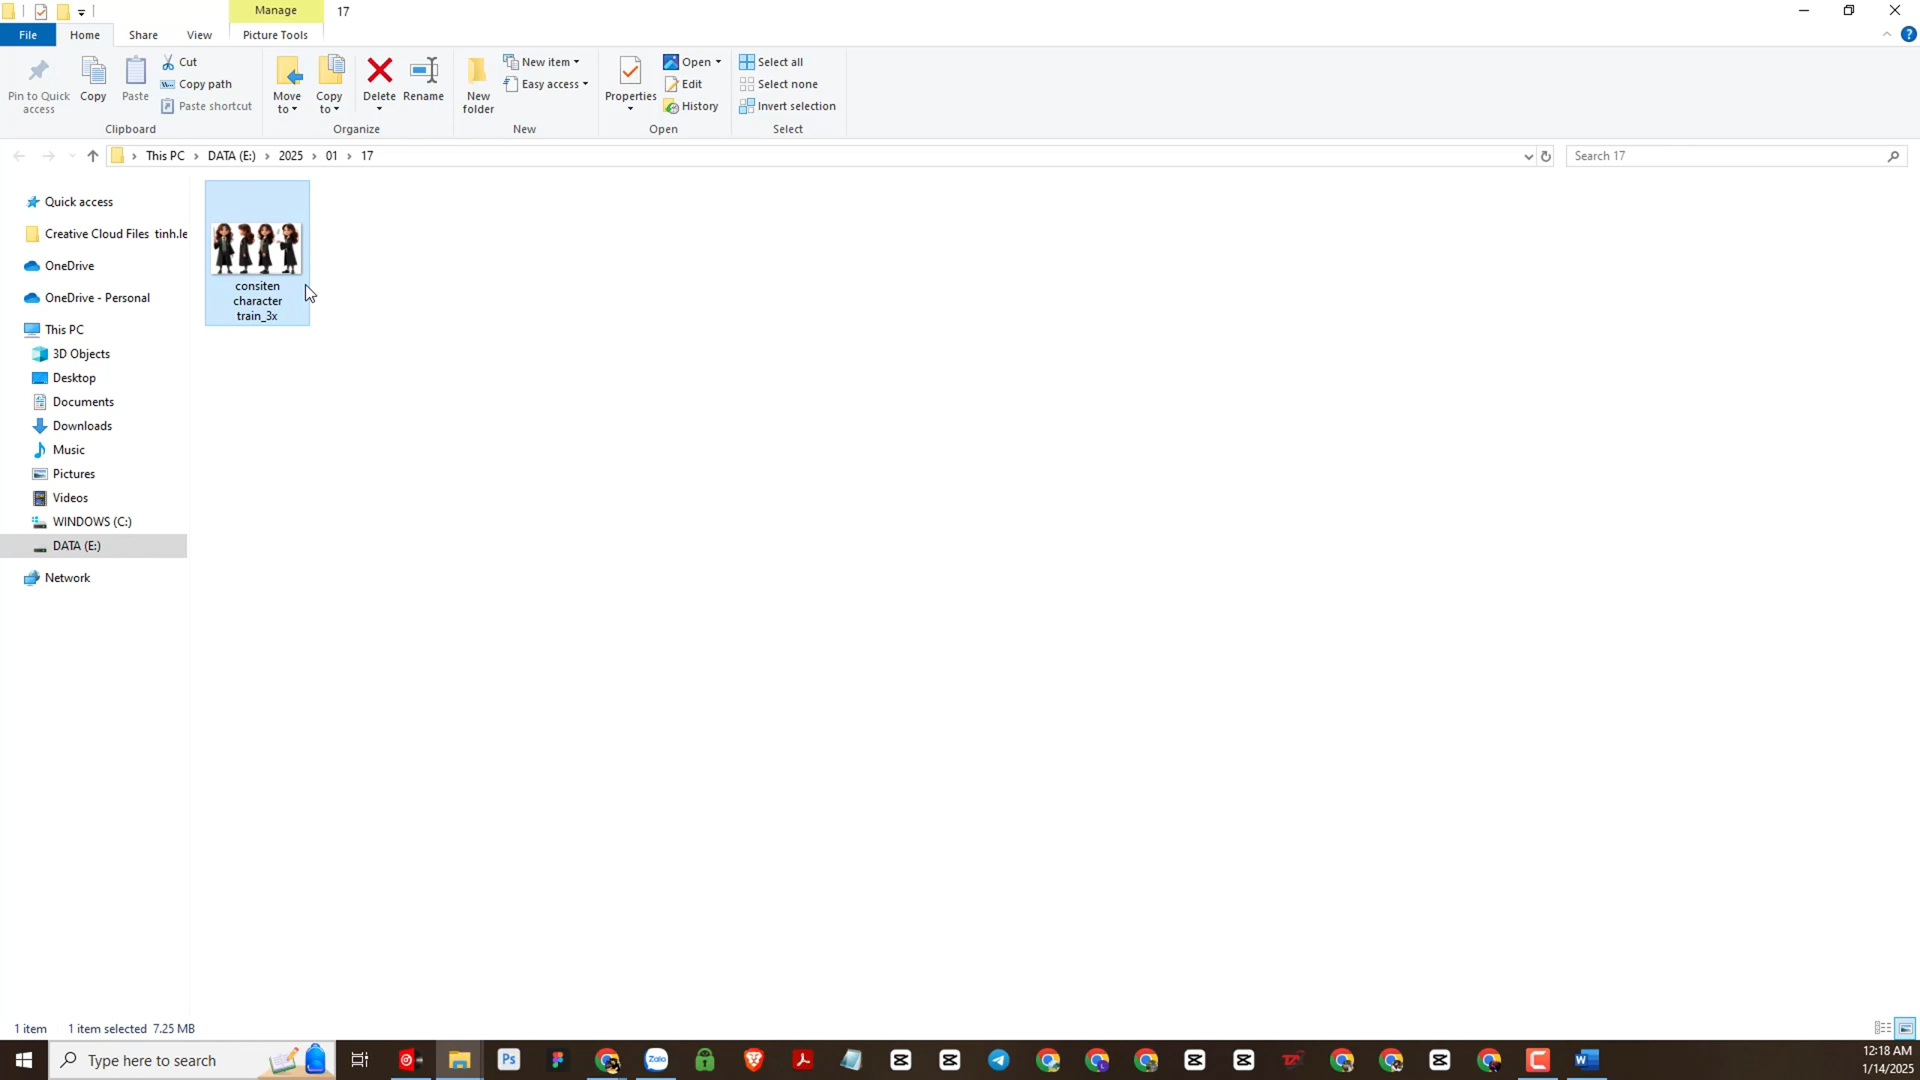 Manage
17
File
Home
Share
View
Picture Tools
Pin to Quick access
Copy
Paste
Cut
Copy path
Paste shortcut
Clipboard
Move to
Copy to
Delete
Rename
Organize
New folder
New item
Easy access
New
Properties
Open
Edit
History
Open
Select all
Select none
Invert selection
Select
This PC > DATA (E:) > 2025 > 01 > 17
Search 17
Quick access
Creative Cloud Files tinh.le
OneDrive
OneDrive - Personal
This PC
3D Objects
Desktop
Documents
Downloads
Music
Pictures
Videos
WINDOWS (C:)
DATA (E:)
Network
consiten
character
train_3x
1 item
1 item selected 7.25 MB
Type here to search
Ps
Zalo
12:18 AM
1/14/2025